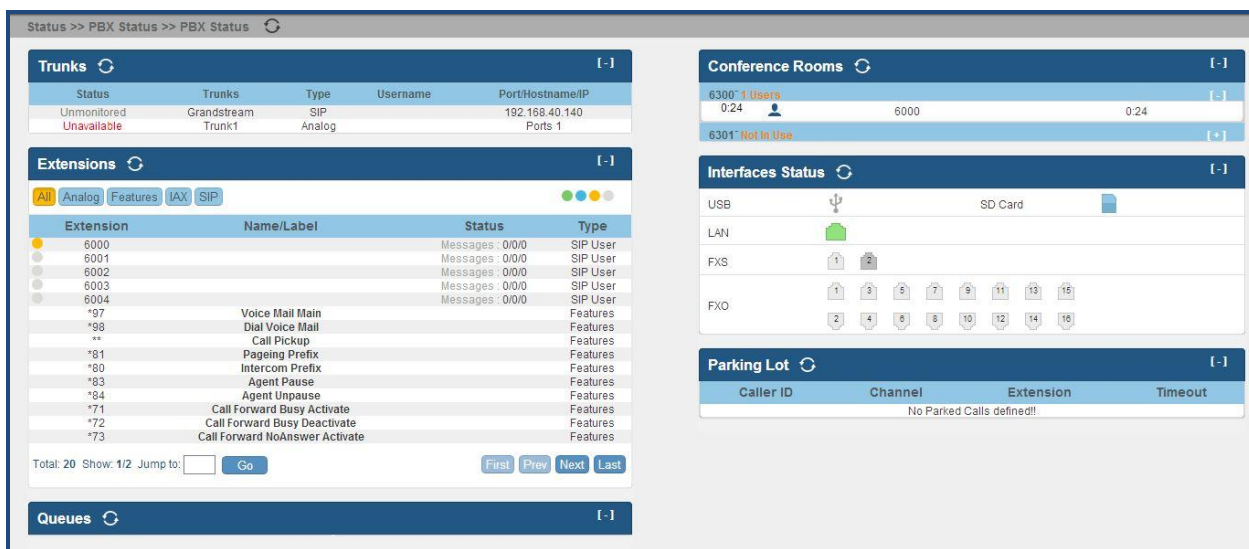 Status >> PBX Status >> PBX Status
Trunks [-]
Status Trunks Type Username Port/Hostname/IP
Unmonitored Grandstream SIP 192.168.40.140
Unavailable Trunk1 Analog Ports 1
Extensions [-]
All Analog Features IAX SIP
Extension Name/Label Status Type
6000 Messages : 0/0/0 SIP User
6001 Messages : 0/0/0 SIP User
6002 Messages : 0/0/0 SIP User
6003 Messages : 0/0/0 SIP User
6004 Messages : 0/0/0 SIP User
*97 Voice Mail Main Features
*98 Dial Voice Mail Features
** Call Pickup Features
*81 Pageing Prefix Features
*80 Intercom Prefix Features
*83 Agent Pause Features
*84 Agent Unpause Features
*71 Call Forward Busy Activate Features
*72 Call Forward Busy Deactivate Features
*73 Call Forward NoAnswer Activate Features
Total: 20 Show: 1/2 Jump to: Go First Prev Next Last
Queues [-]
Conference Rooms [-]
6300~ 1 Users [-]
0:24 6000 0:24
6301~ Not In Use [+]
Interfaces Status [-]
USB SD Card
LAN
FXS 1 2
FXO
1 3 5 7 9 11 13 15
2 4 6 8 10 12 14 16
Parking Lot [-]
Caller ID Channel Extension Timeout
No Parked Calls defined!!